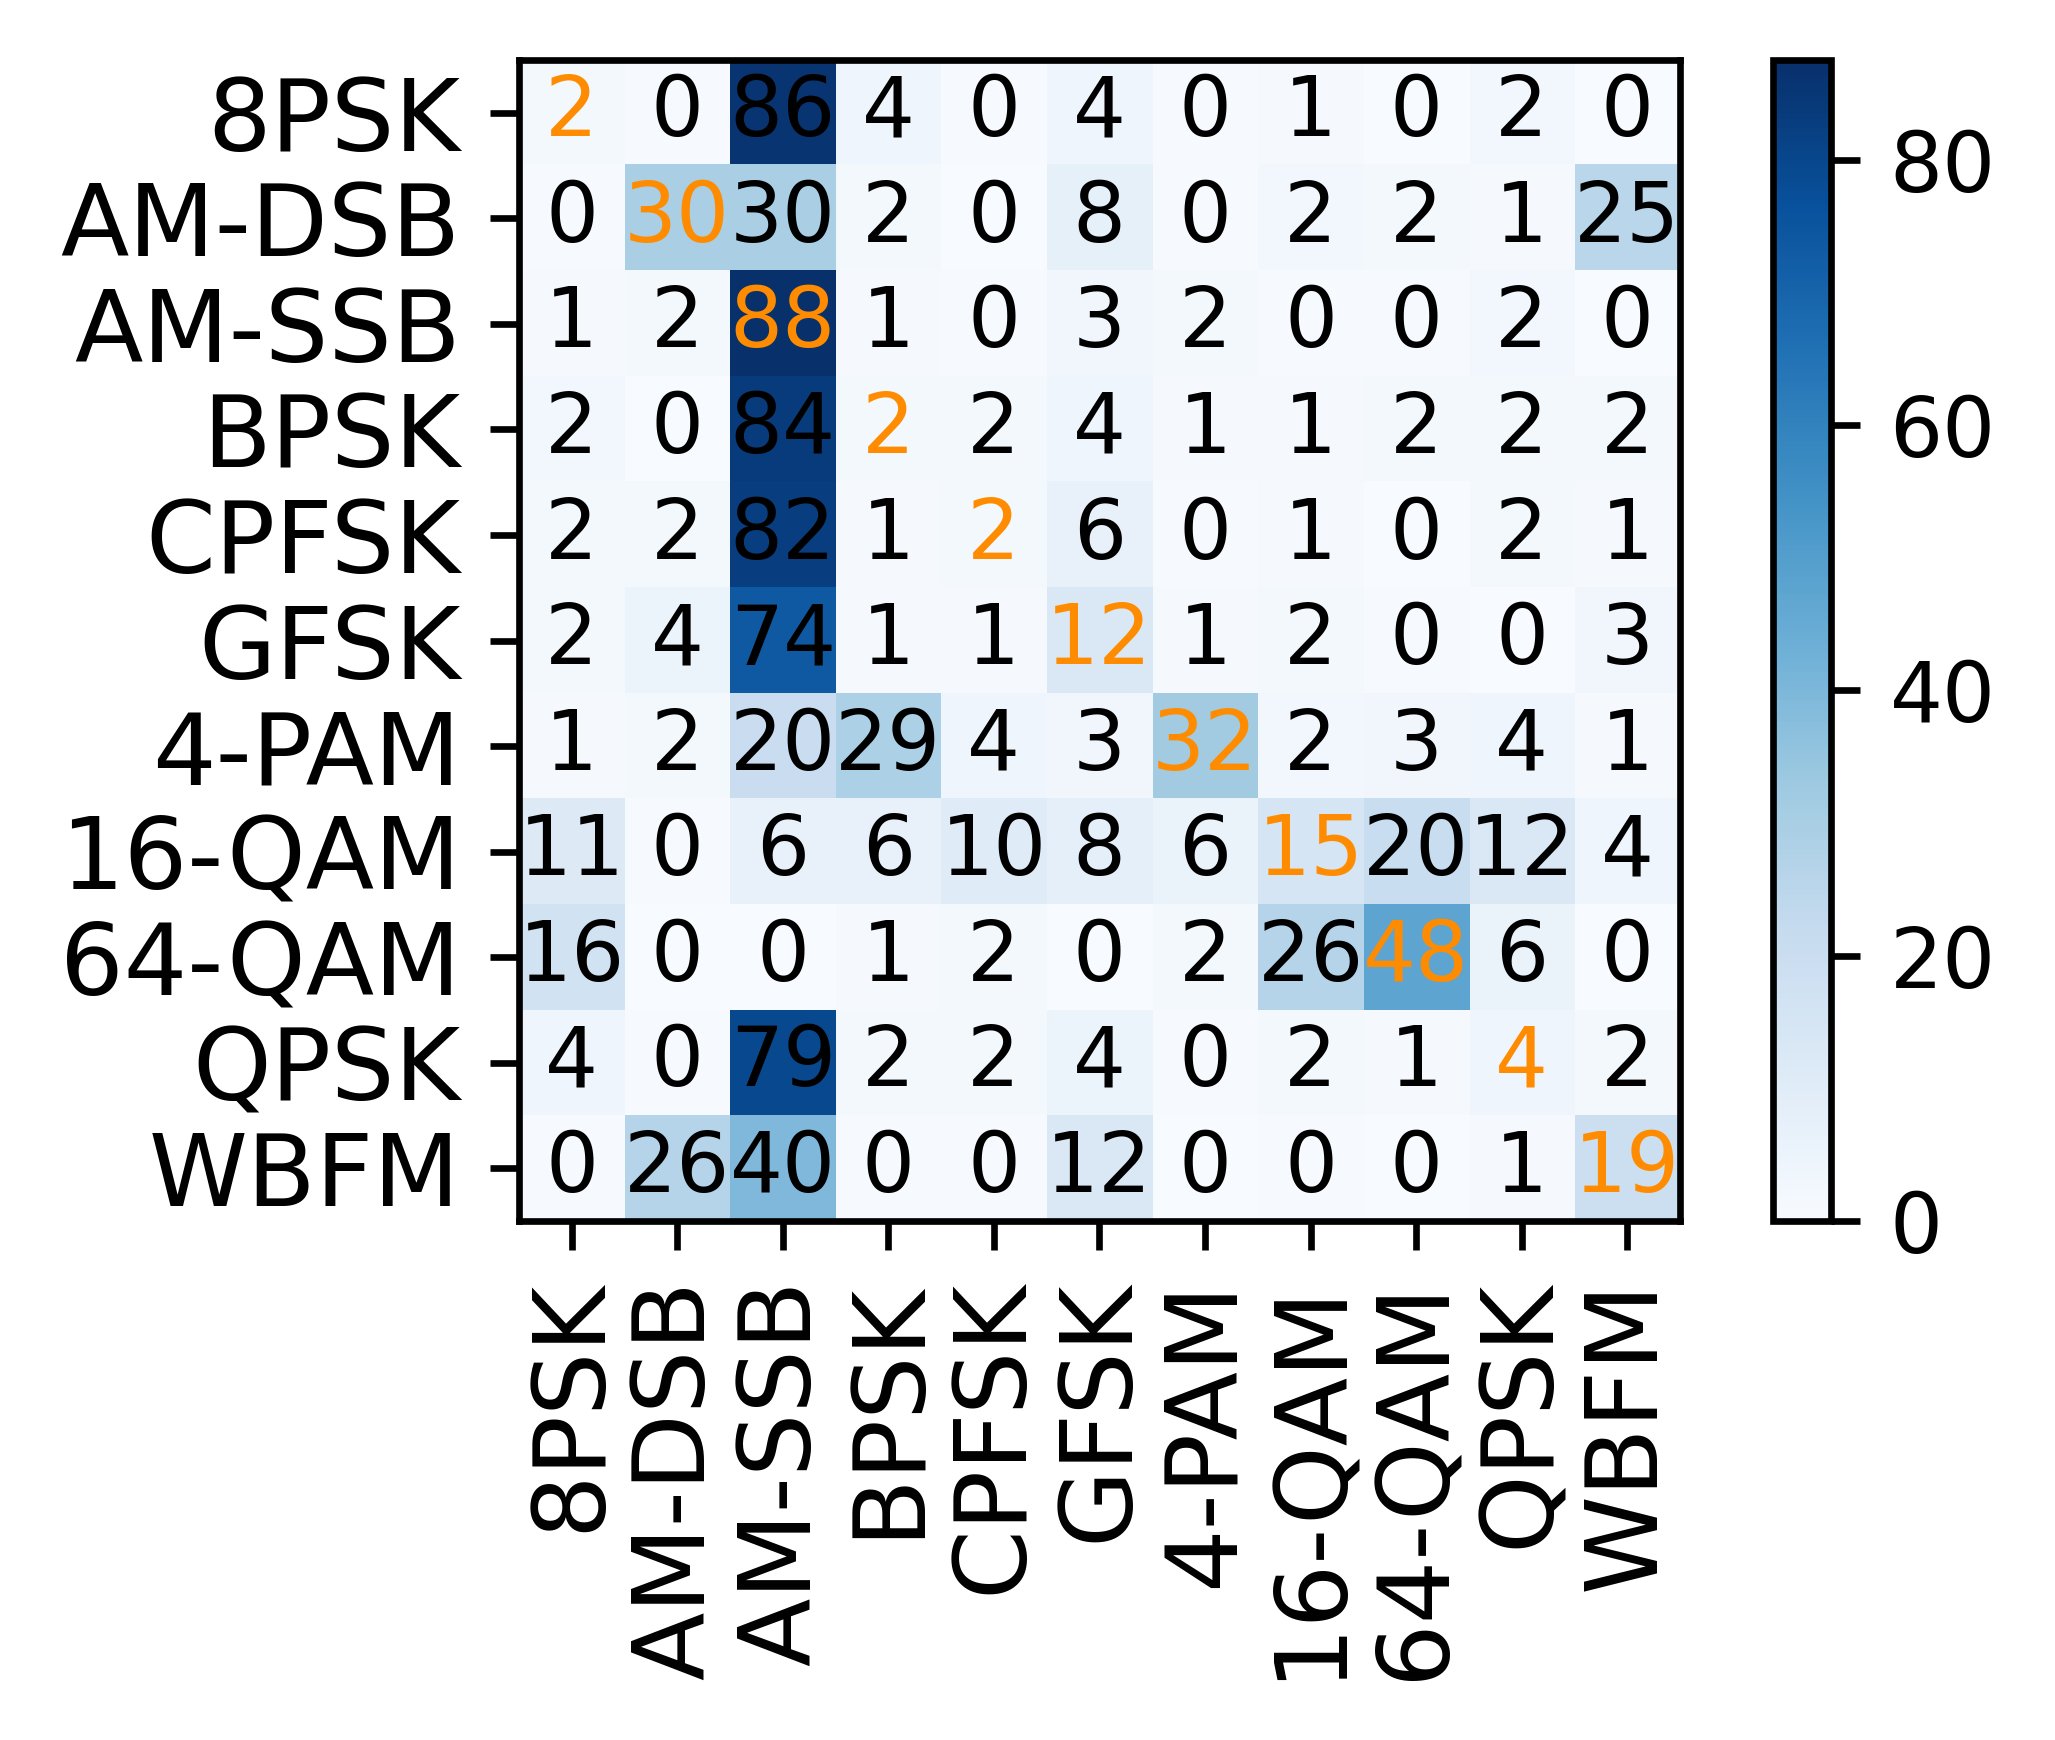 8PSK 2 0 86 4 0 4 0 1 0 2 0
AM-DSB 0 30 30 2 0 8 0 2 2 1 25
AM-SSB 1 2 88 1 0 3 2 0 0 2 0
BPSK 2 0 84 2 2 4 1 1 2 2 2
CPFSK 2 2 82 1 2 6 0 1 0 2 1
GFSK 2 4 74 1 1 12 1 2 0 0 3
4-PAM 1 2 20 29 4 3 32 2 3 4 1
16-QAM 11 0 6 6 10 8 6 15 20 12 4
64-QAM 16 0 0 1 2 0 2 26 48 6 0
QPSK 4 0 79 2 2 4 0 2 1 4 2
WBFM 0 26 40 0 0 12 0 0 0 1 19
8PSK
AM-DSB
AM-SSB
BPSK
CPFSK
GFSK
4-PAM
16-QAM
64-QAM
QPSK
WBFM
80
60
40
20
0